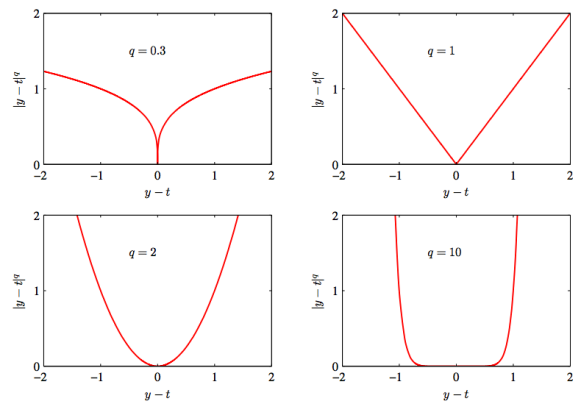 2
1
0
|y − t|^q
q = 0.3
−2 −1 0 1 2
y − t
2
1
0
|y − t|^q
q = 1
−2 −1 0 1 2
y − t
2
1
0
|y − t|^q
q = 2
−2 −1 0 1 2
y − t
2
1
0
|y − t|^q
q = 10
−2 −1 0 1 2
y − t